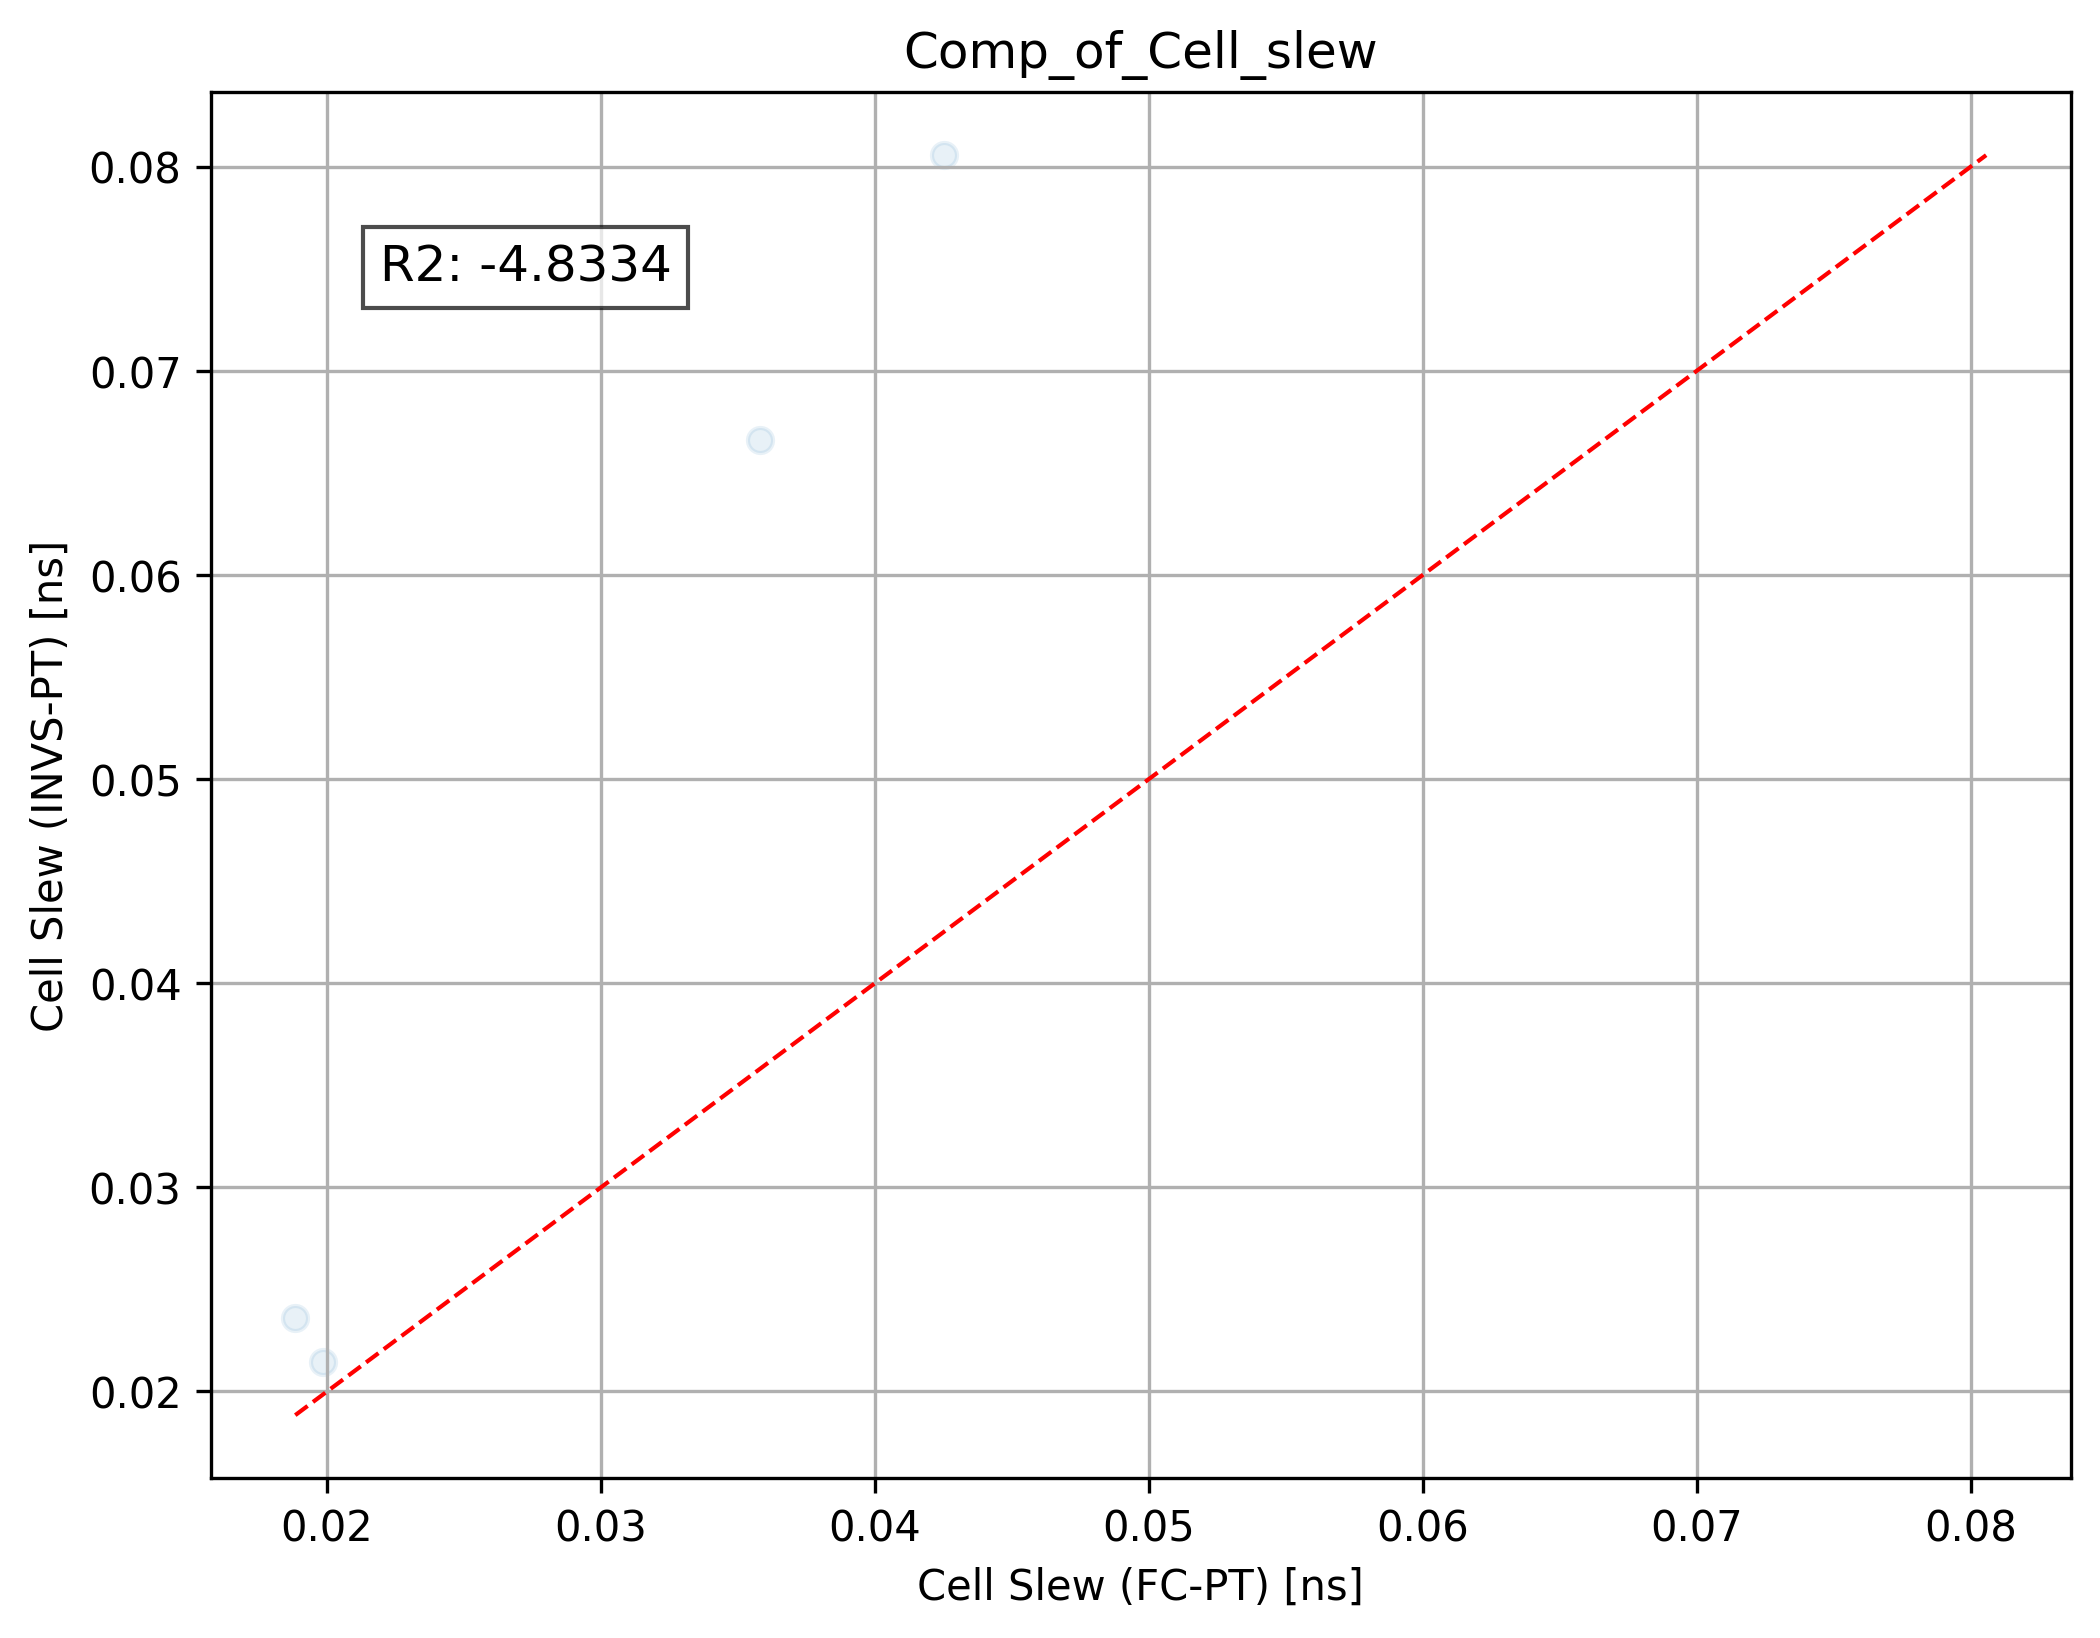 Comp_of_Cell_slew
R2: -4.8334
Cell Slew (INVS-PT) [ns]
0.08
0.07
0.06
0.05
0.04
0.03
0.02
0.02 0.03 0.04 0.05 0.06 0.07 0.08
Cell Slew (FC-PT) [ns]